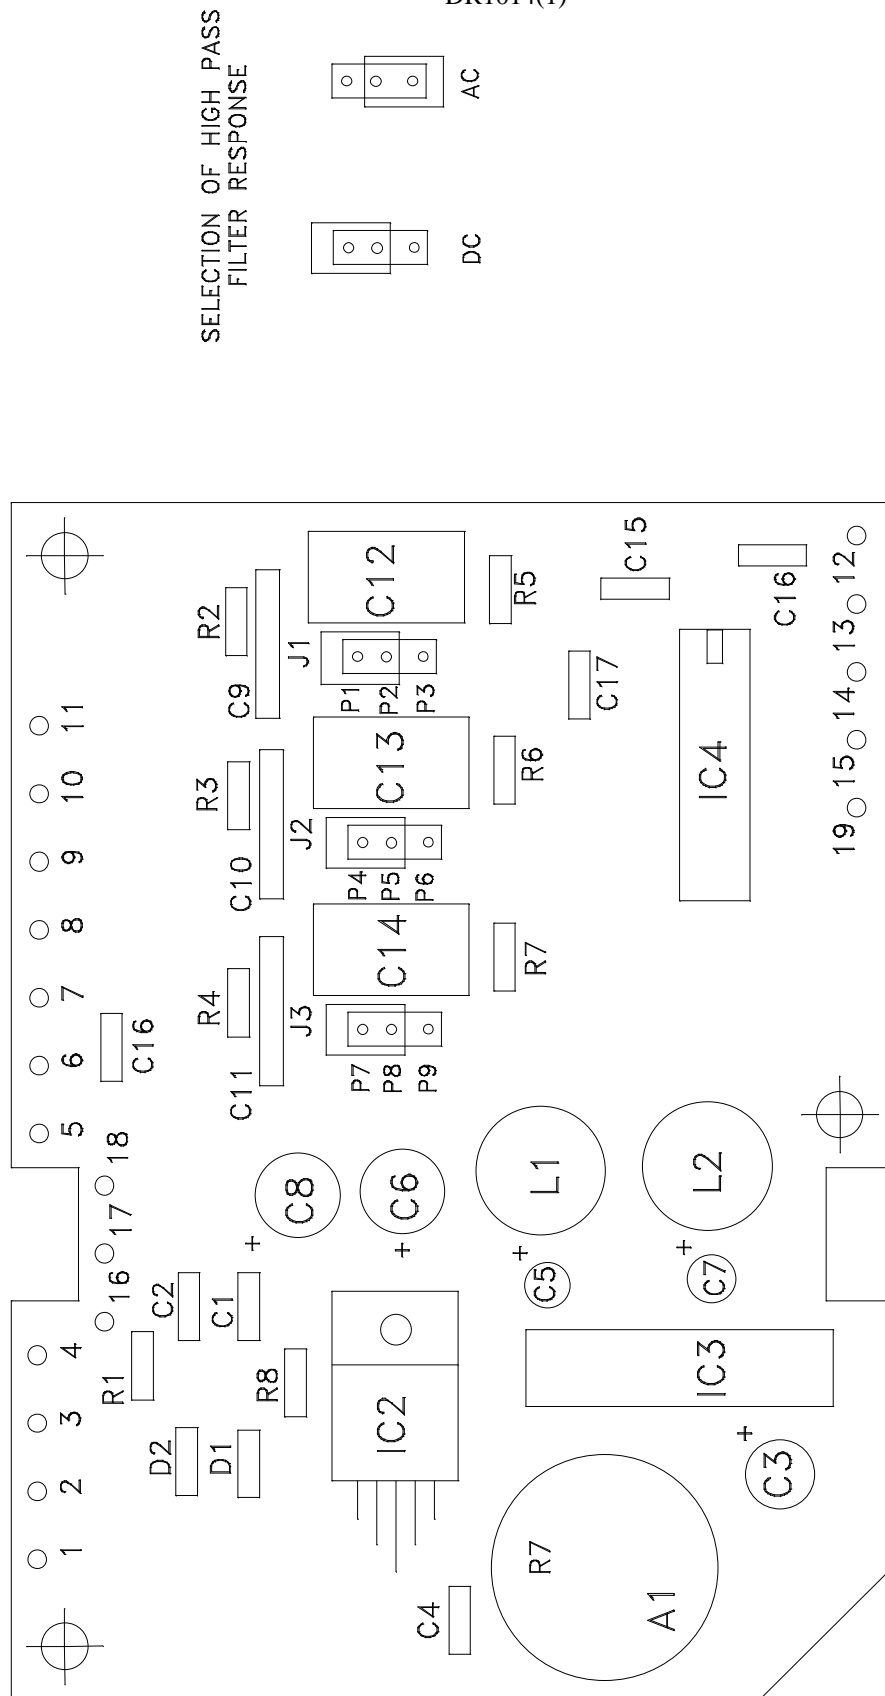 DR1014(1)
SELECTION OF HIGH PASS
FILTER RESPONSE
AC
DC
C12
C15
12
C16
R2
R5
13
J1
C9
P1
P2
P3
C17
14
11
C13
R6
IC4
15
10
R3
J2
19
C10
P4
P5
P6
9
8
C14
R7
7
R4
J3
C16
6
C11
P7
P8
P9
5
18
C8
C6
L1
L2
17
+
+
+
+
16
C2
C1
C5
C7
4
R1
R8
IC3
3
IC2
D2
D1
+
2
C3
1
R7
C4
A1